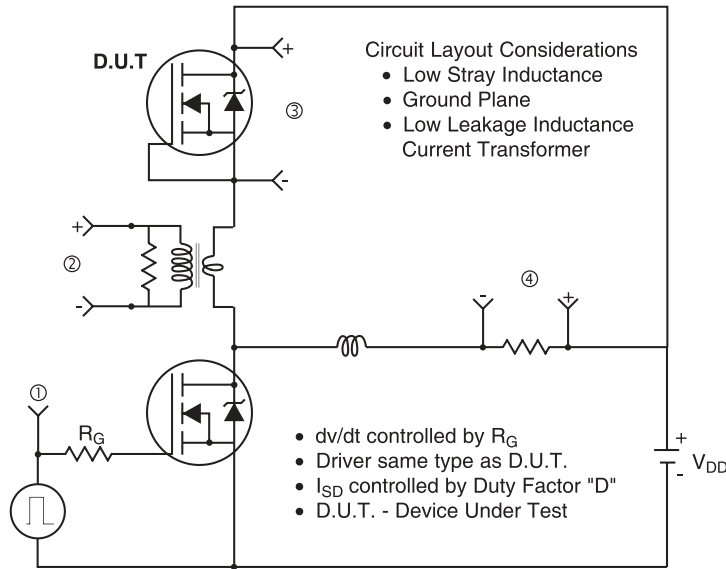 D.U.T
+
-
③
Circuit Layout Considerations
• Low Stray Inductance
• Ground Plane
• Low Leakage Inductance
Current Transformer
+
②
-
④
-
+
①
R_G
• dv/dt controlled by R_G
• Driver same type as D.U.T.
• I_SD controlled by Duty Factor "D"
• D.U.T. - Device Under Test
+
V_DD
-